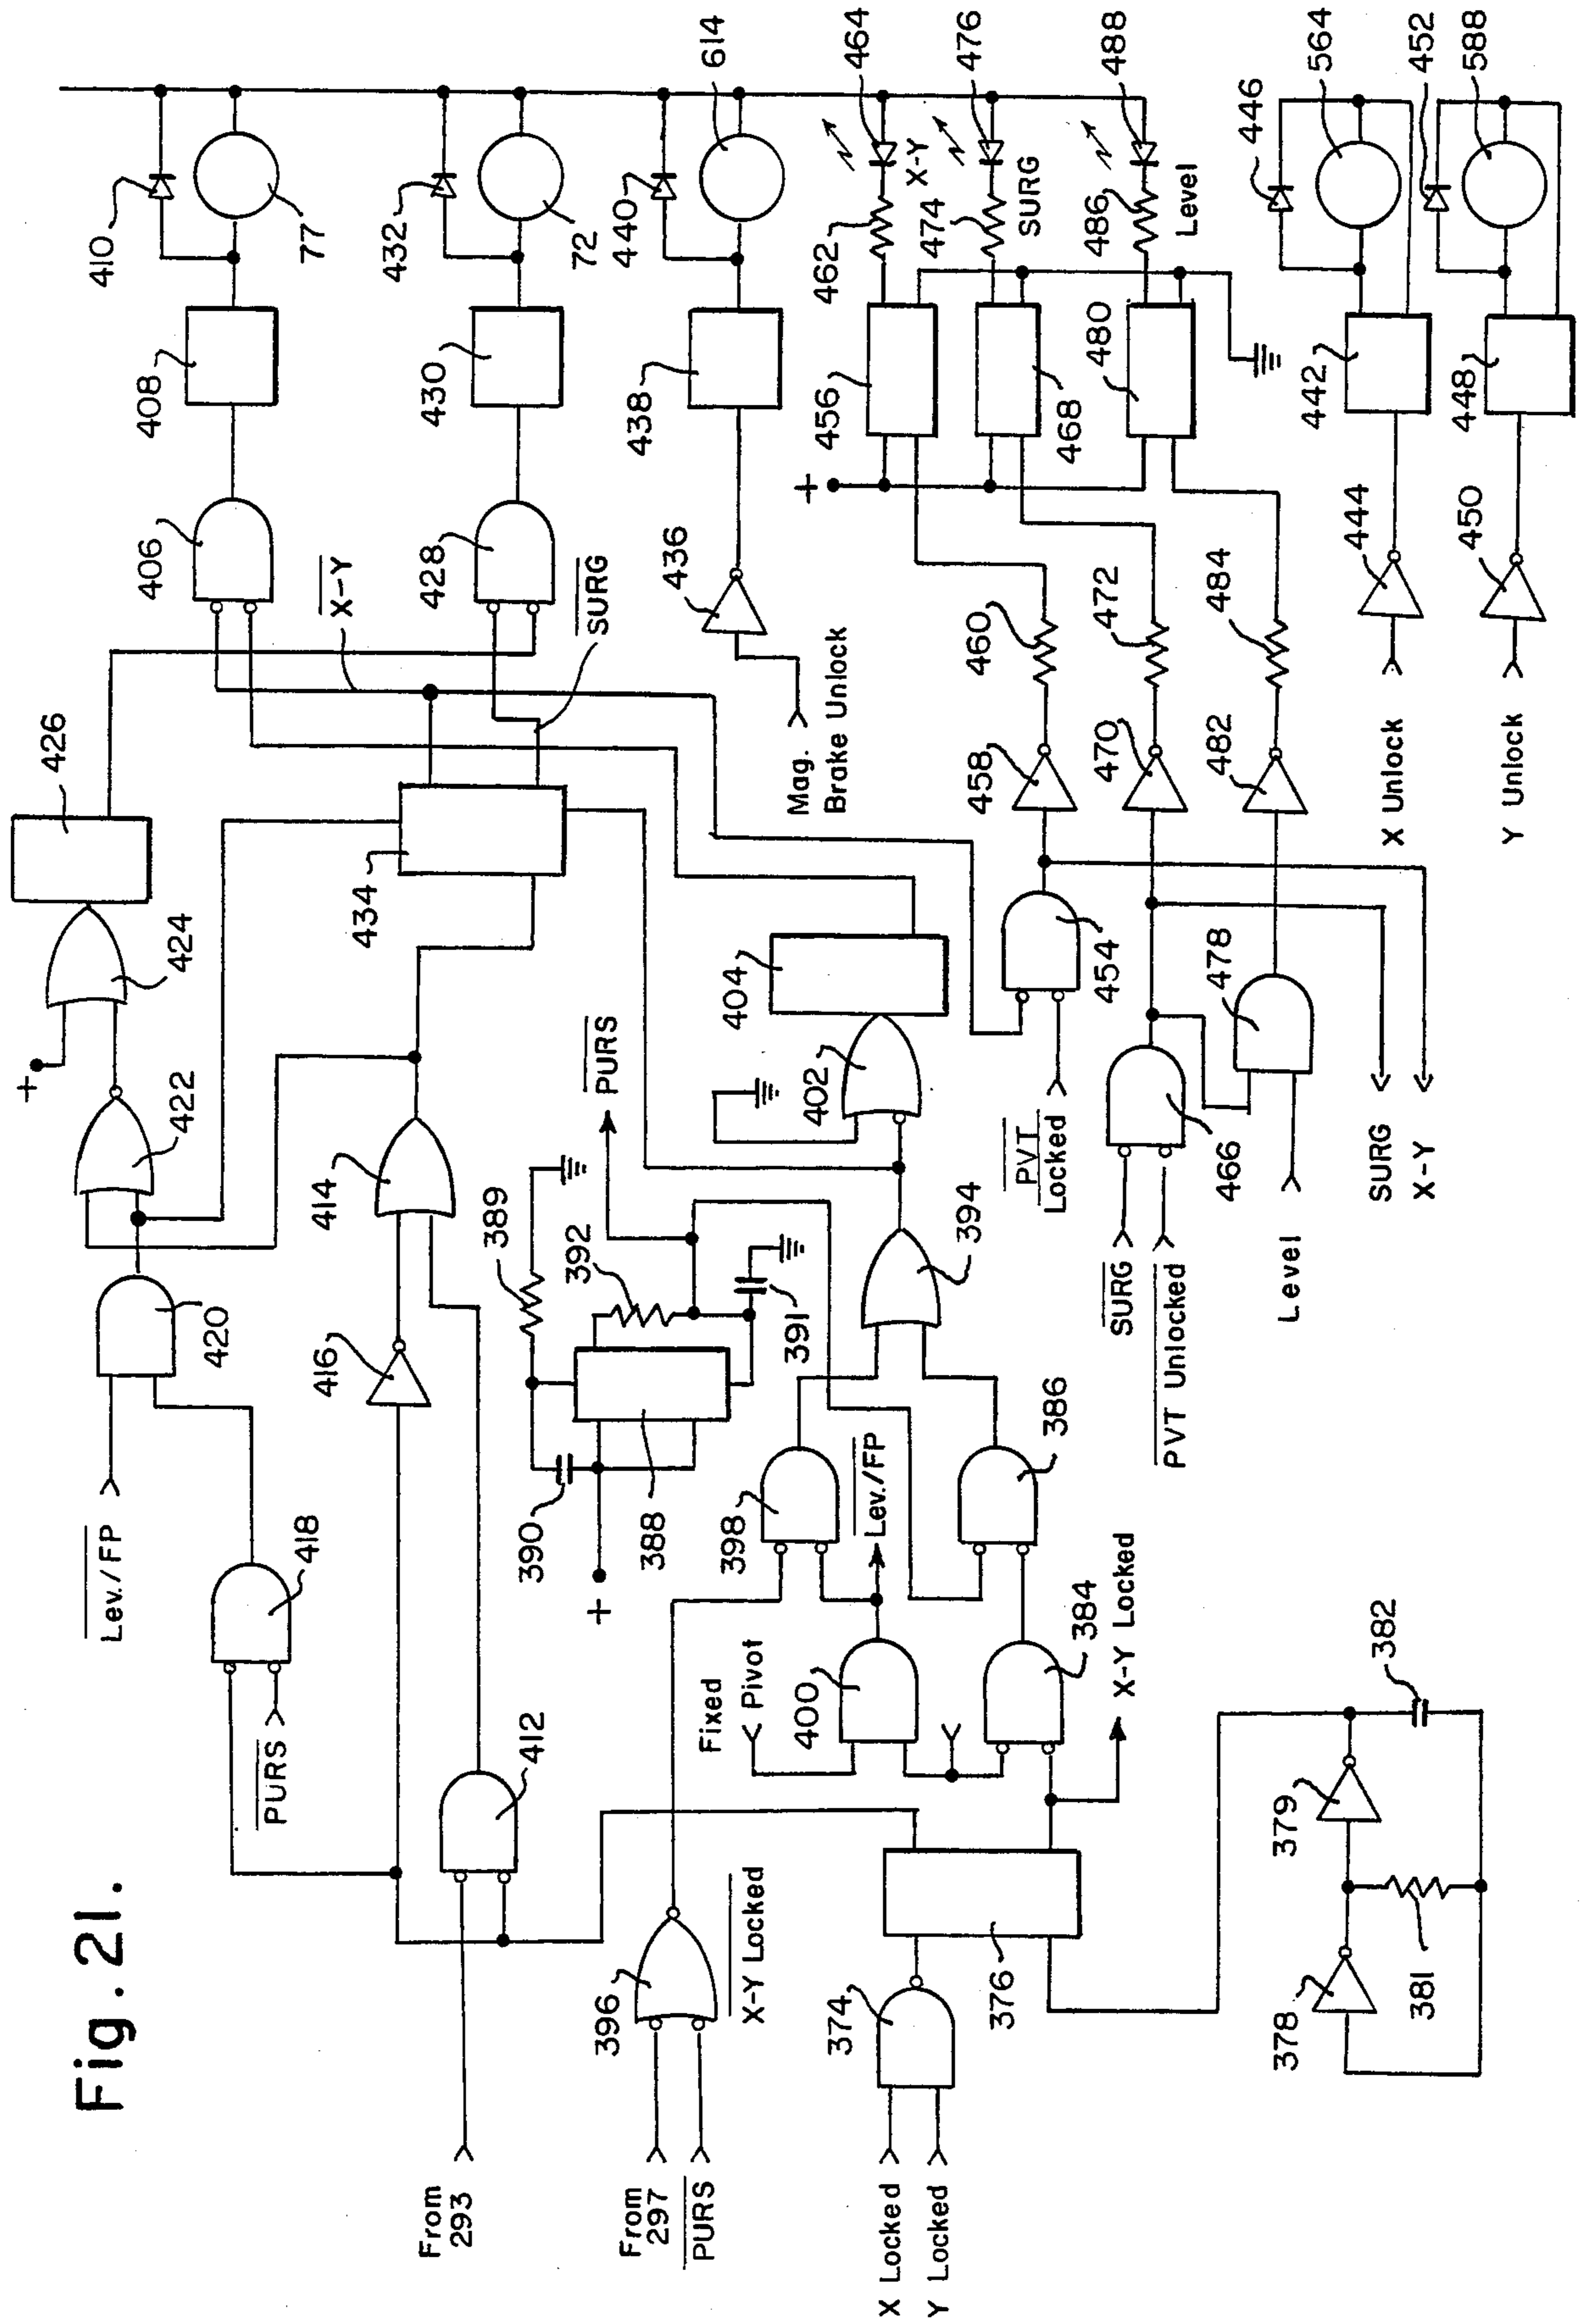 Fig. 21.
410
77
408
406
432
72
430
428
614
440
438
436
Mag.
Brake Unlock
X-Y
SURG
426
424
+
422
420
Lev./FP
418
PURS
434
414
416
412
From
293
389
392
391
390
388
+
PURS
404
402
394
398
Lev./FP
386
Fixed
Pivot
400
384
X-Y Locked
From
297
PURS
396
X-Y Locked
X Locked
Y Locked
374
376
378
379
381
382
464
X-Y
462
456
476
SURG
474
468
488
Level
486
480
+
460
458
472
470
484
482
454
PVT
Locked
466
478
SURG
PVT Unlocked
Level
SURG
X-Y
446
564
442
444
X Unlock
452
588
448
450
Y Unlock